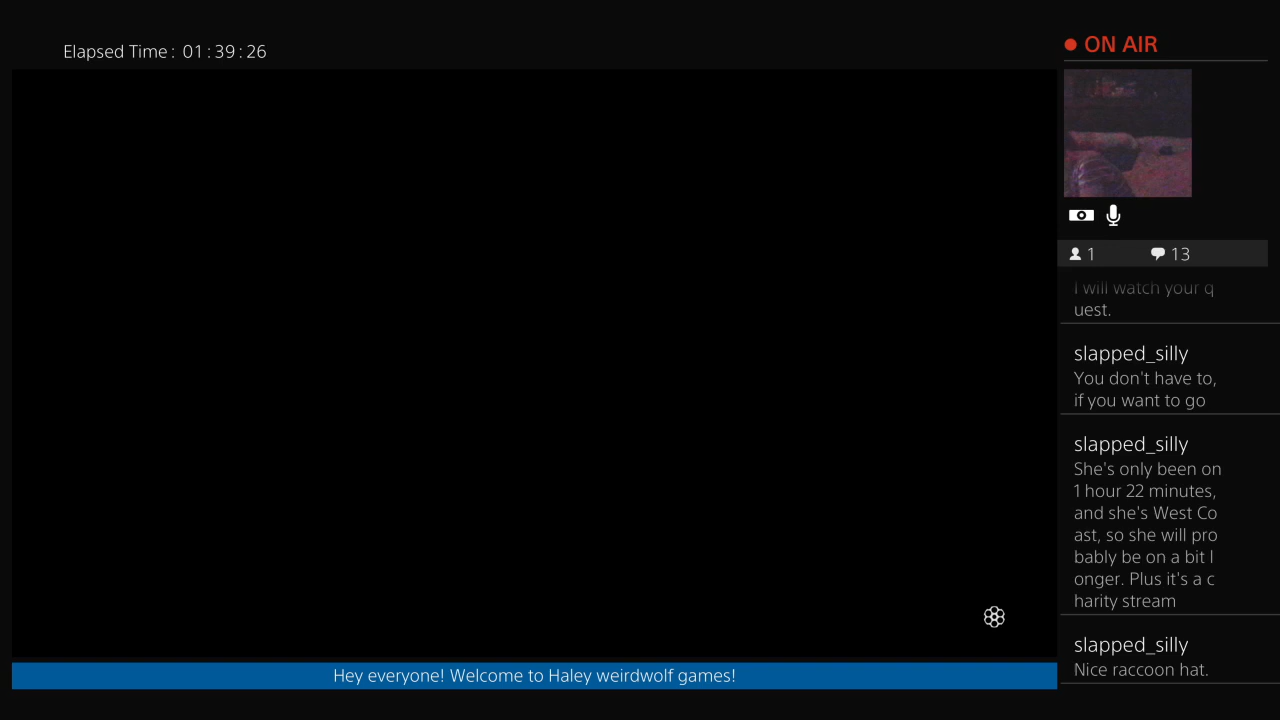 Elapsed Time: 01:39:26
ON AIR
1
13
I will watch your q
uest.
slapped_silly
You don't have to,
if you want to go
slapped_silly
She's only been on
1 hour 22 minutes,
and she's West Co
ast, so she will pro
bably be on a bit l
onger. Plus it's a c
harity stream
slapped_silly
Nice raccoon hat.
Hey everyone! Welcome to Haley weirdwolf games!